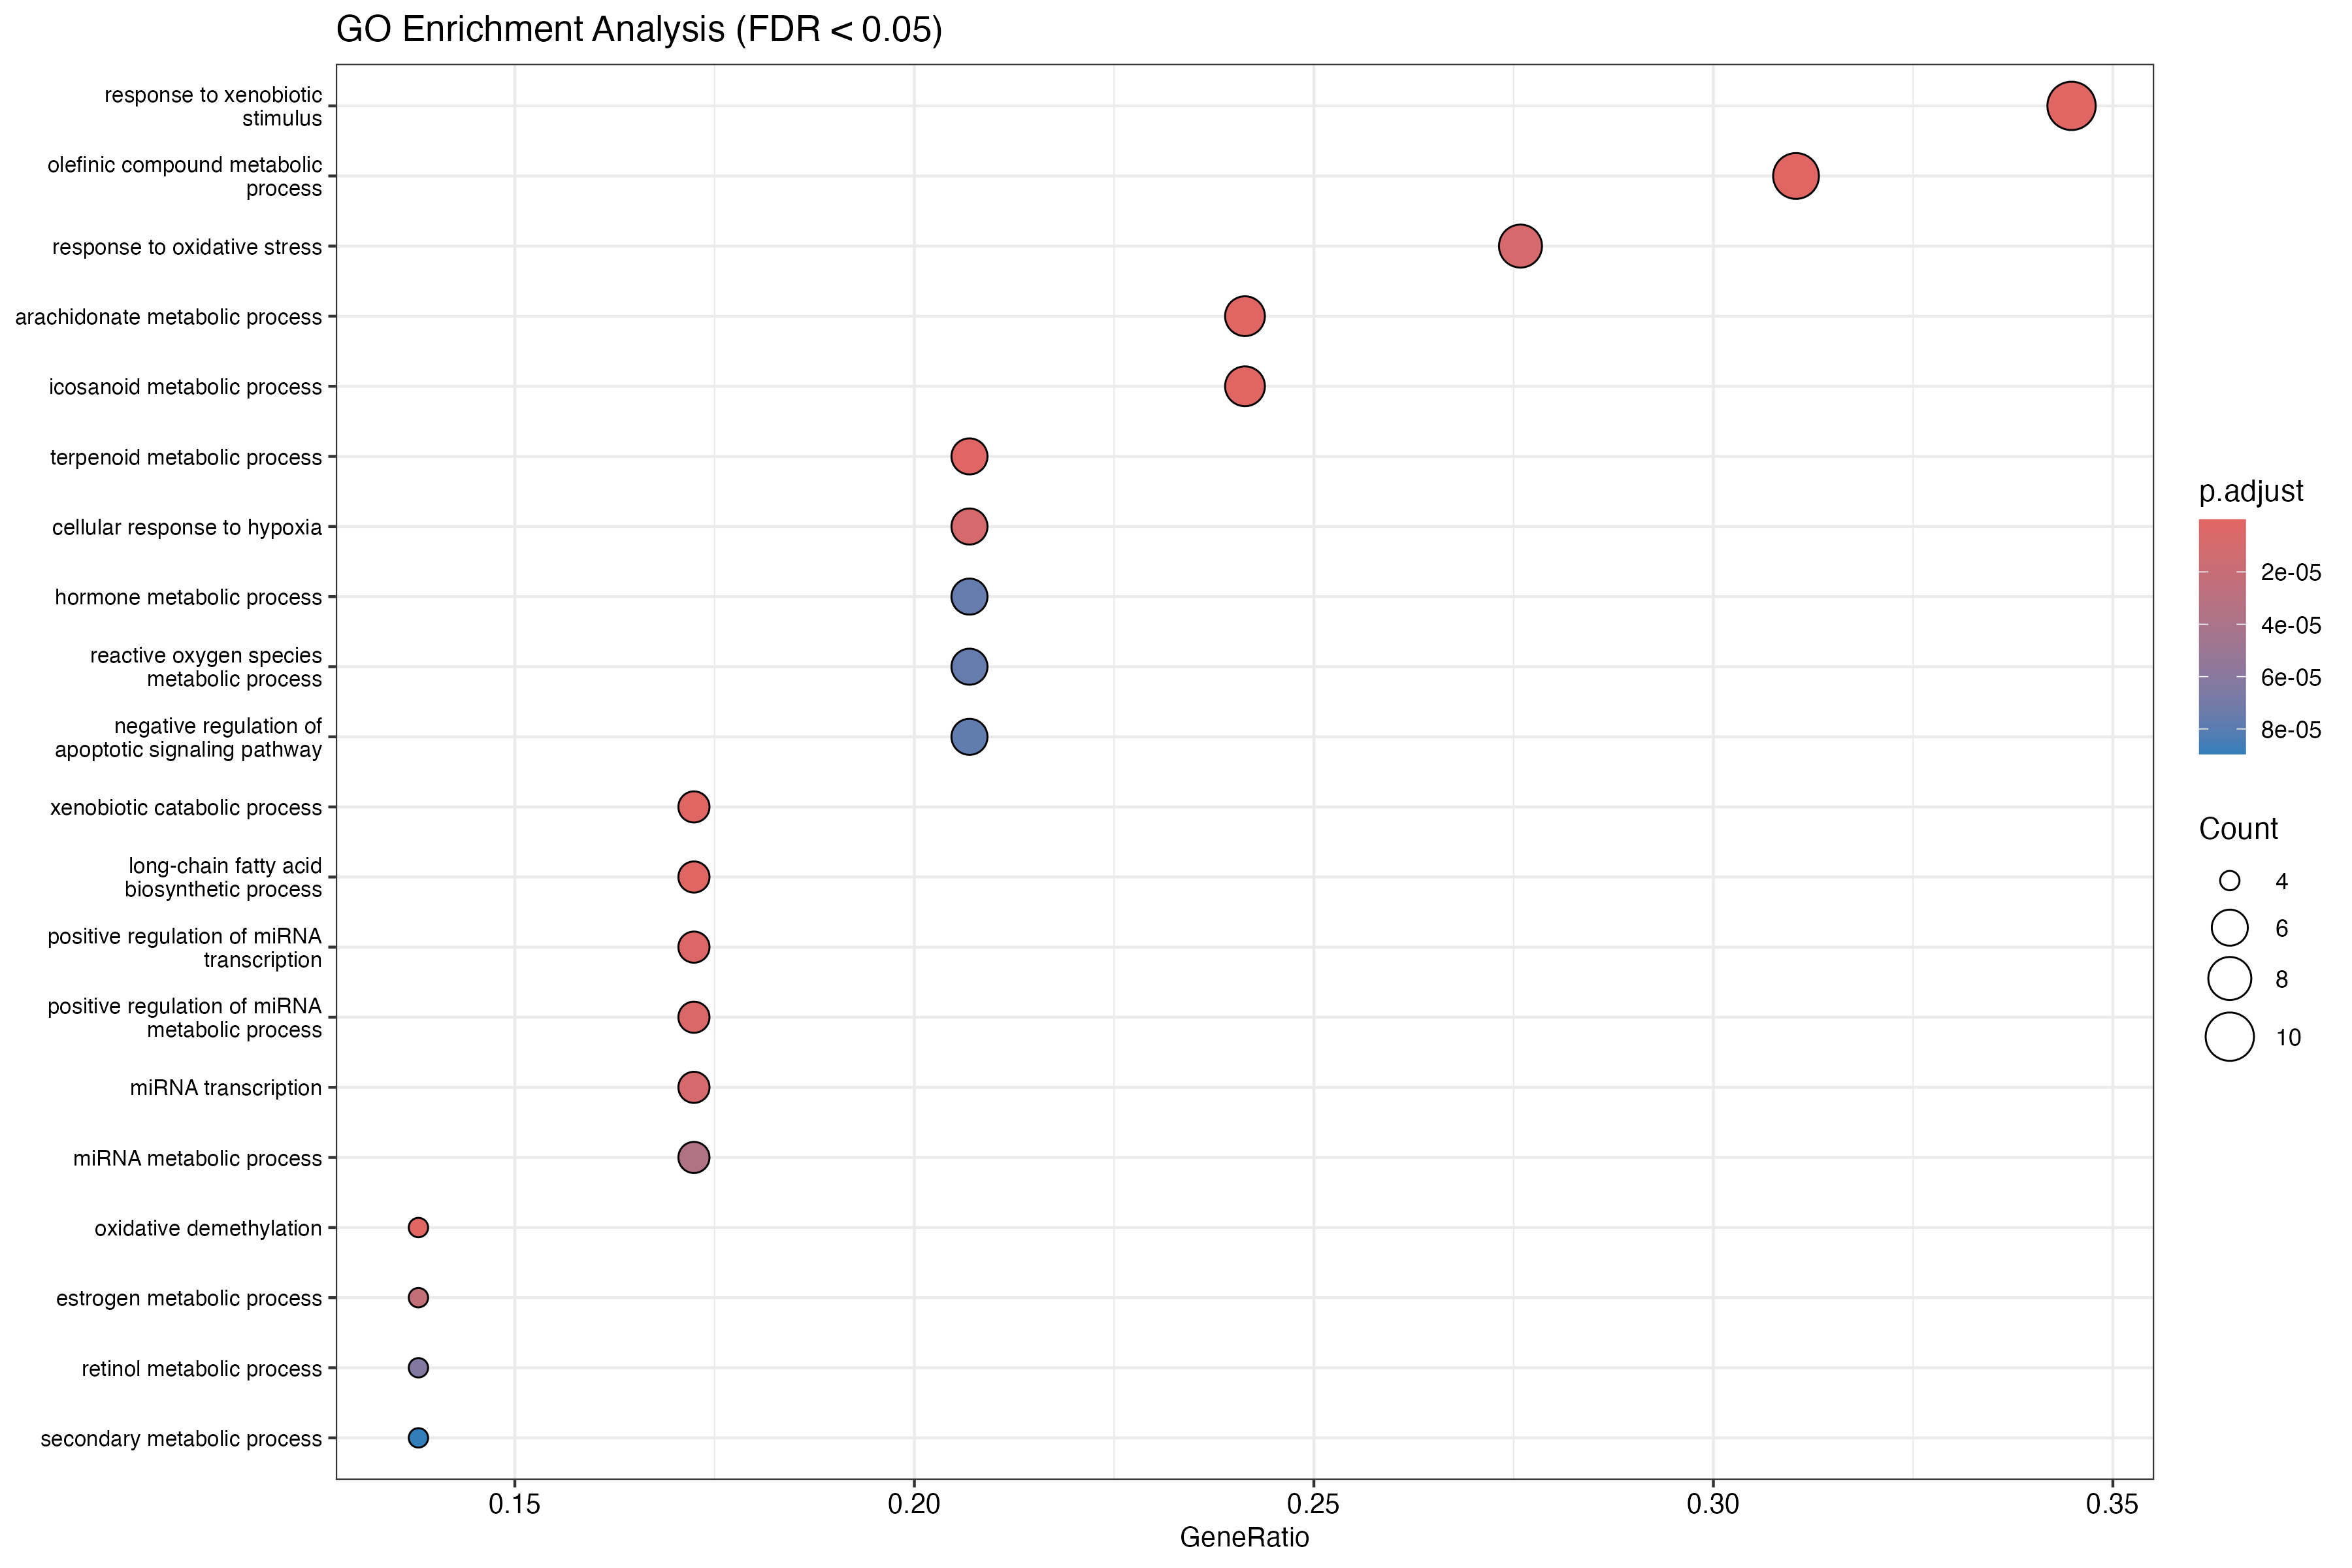 GO Enrichment Analysis (FDR < 0.05)
response to xenobiotic
stimulus
olefinic compound metabolic
process
response to oxidative stress
arachidonate metabolic process
icosanoid metabolic process
terpenoid metabolic process
cellular response to hypoxia
hormone metabolic process
reactive oxygen species
metabolic process
negative regulation of
apoptotic signaling pathway
xenobiotic catabolic process
long-chain fatty acid
biosynthetic process
positive regulation of miRNA
transcription
positive regulation of miRNA
metabolic process
miRNA transcription
miRNA metabolic process
oxidative demethylation
estrogen metabolic process
retinol metabolic process
secondary metabolic process
0.15 0.20 0.25 0.30 0.35
GeneRatio
p.adjust
2e-05
4e-05
6e-05
8e-05
Count
4
6
8
10